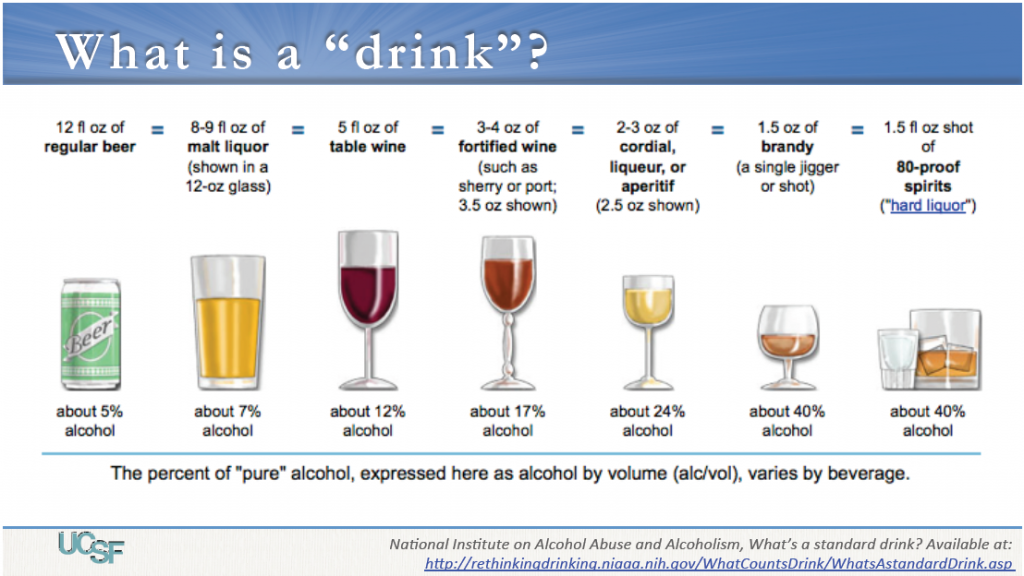 What is a “drink”?
12 fl oz of
regular beer
=
8-9 fl oz of
malt liquor
(shown in a
12-oz glass)
=
5 fl oz of
table wine
=
3-4 oz of
fortified wine
(such as
sherry or port;
3.5 oz shown)
=
2-3 oz of
cordial,
liqueur, or
aperitif
(2.5 oz shown)
=
1.5 oz of
brandy
(a single jigger
or shot)
=
1.5 fl oz shot
of
80-proof
spirits
("hard liquor")
Beer
about 5%
alcohol
about 7%
alcohol
about 12%
alcohol
about 17%
alcohol
about 24%
alcohol
about 40%
alcohol
about 40%
alcohol
The percent of "pure" alcohol, expressed here as alcohol by volume (alc/vol), varies by beverage.
UCSF
National Institute on Alcohol Abuse and Alcoholism, What’s a standard drink? Available at:
http://rethinkingdrinking.niaaa.nih.gov/WhatCountsDrink/WhatsAstandardDrink.asp